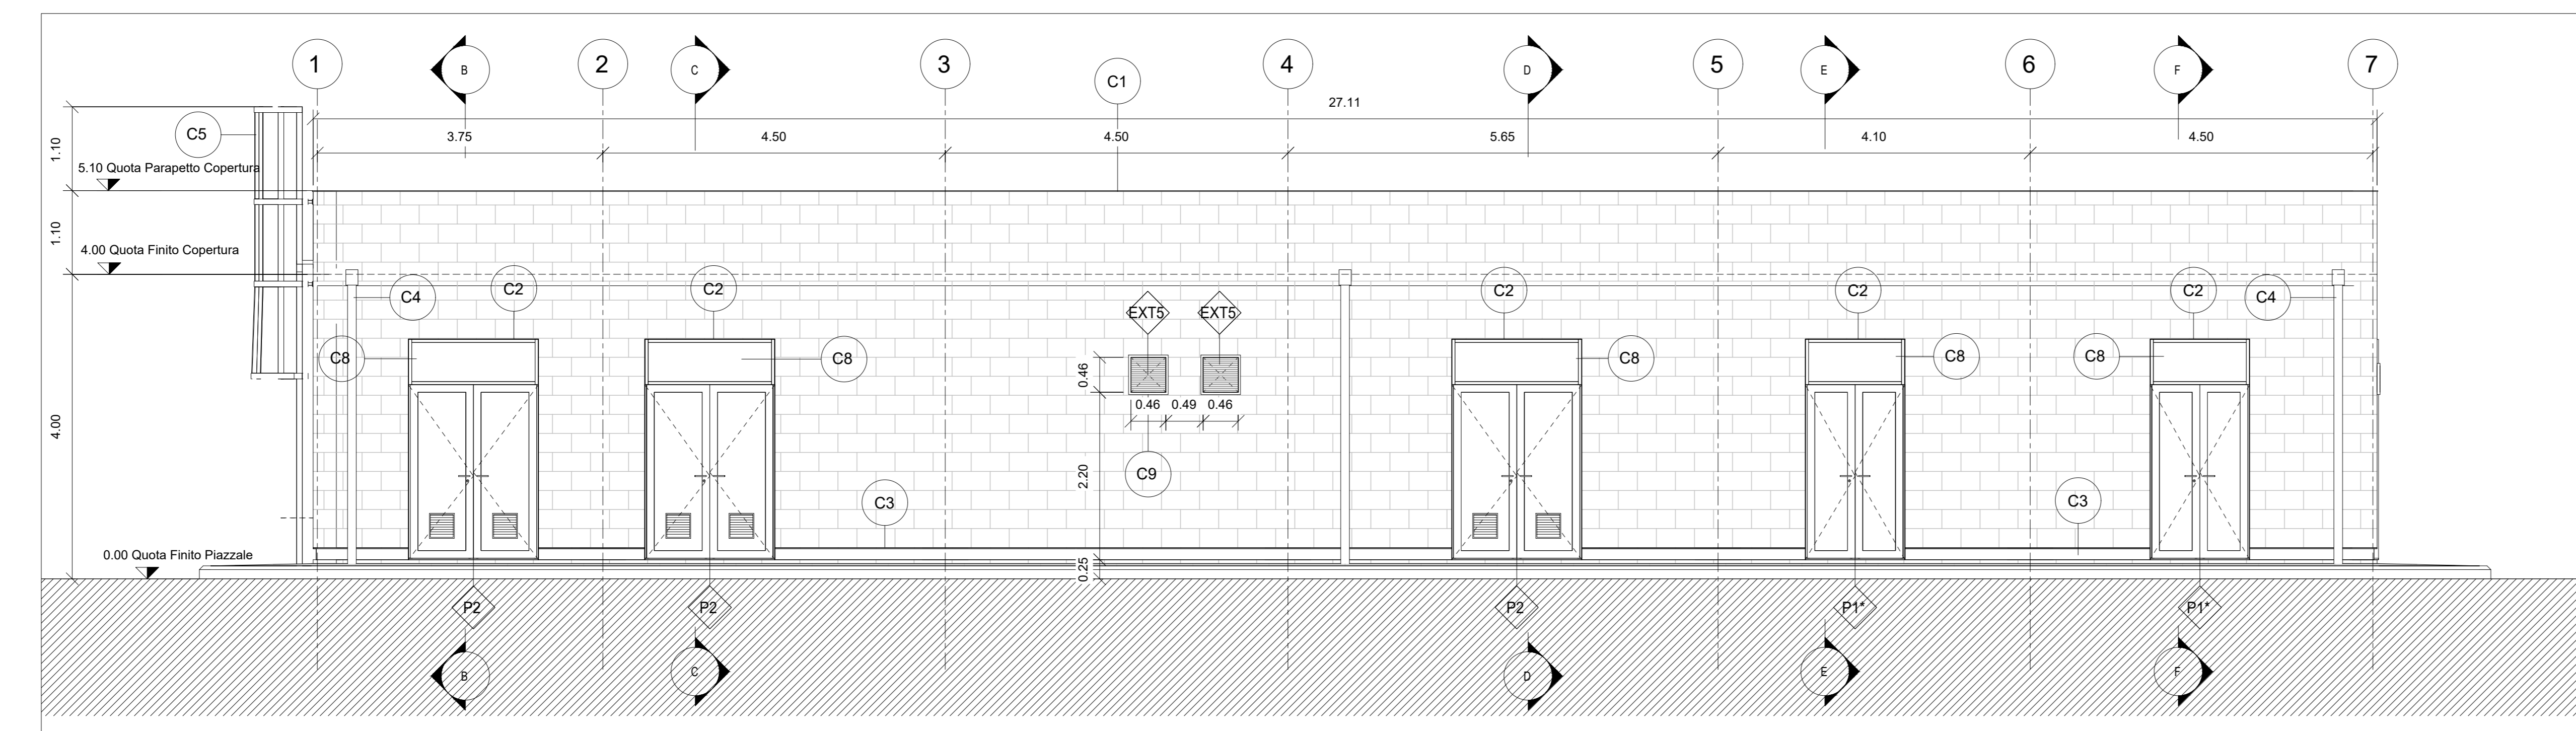 1
B
2
C
3
C1
4
D
5
E
6
F
7
27.11
C5
3.75
4.50
4.50
5.65
4.10
4.50
1.10
5.10 Quota Parapetto Copertura
1.10
4.00 Quota Finito Copertura
C4
C2
C2
C2
C2
C2
C4
EXT5
EXT5
C8
C8
C8
C8
C8
0.46
0.46
0.49
0.46
4.00
2.20
C9
C3
C3
0.00 Quota Finito Piazzale
0.25
P2
P2
P2
P1*
P1*
B
C
D
E
F